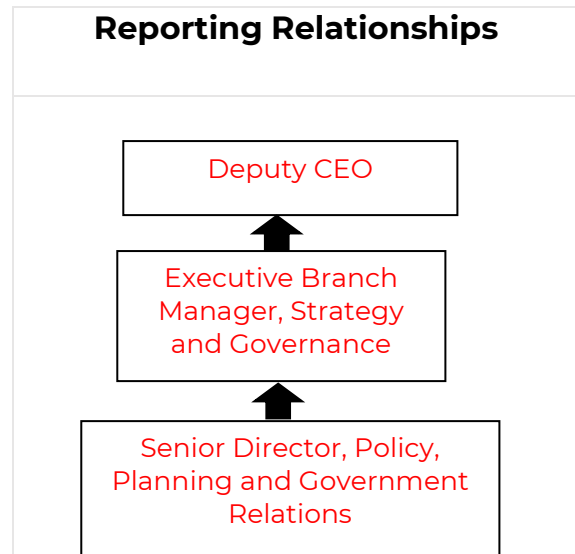 Reporting Relationships
Deputy CEO
Executive Branch
Manager, Strategy
and Governance
Senior Director, Policy,
Planning and Government
Relations